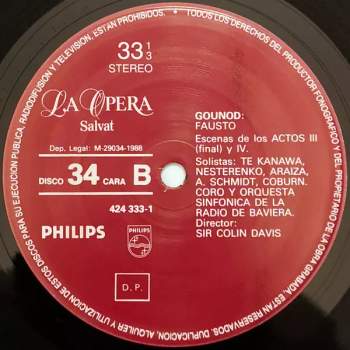 TODOS LOS DERECHOS DEL PRODUCTOR FONOGRAFICO Y DEL PROPIETARIO DE LA OBRA GRABADA, ESTAN RESERVADOS. DUPLICACION, ALQUILER Y UTILIZACION DE ESTOS DISCOS PARA SU EJECUCION PUBLICA, RADIODIFUSION Y TELEVISION, ESTAN PROHIBIDOS. •
33 1/3
STEREO
LA OPERA
Salvat
Dep. Legal: M-29034-1988
DISCO 34 CARA B
424 333-1
PHILIPS
PHILIPS
D.P.
GOUNOD:
FAUSTO
Escenas de los ACTOS III
(final) y IV.
Solistas: TE KANAWA,
NESTERENKO, ARAIZA,
A. SCHMIDT, COBURN.
CORO Y ORQUESTA
SINFONICA DE LA
RADIO DE BAVIERA.
Director:
SIR COLIN DAVIS